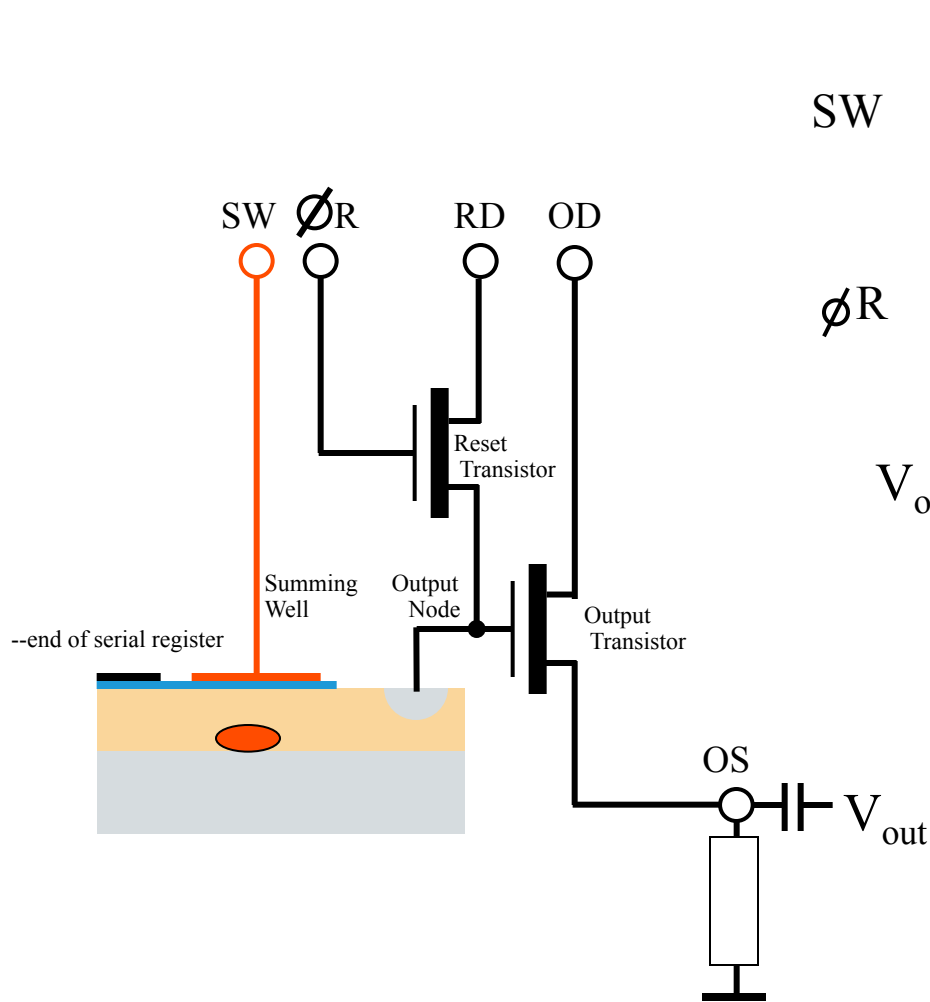 SW
SW ØR RD OD
øR
Reset
Transistor
Vo
Summing
Well
Output
Node
Output
Transistor
--end of serial register
OS
Vout